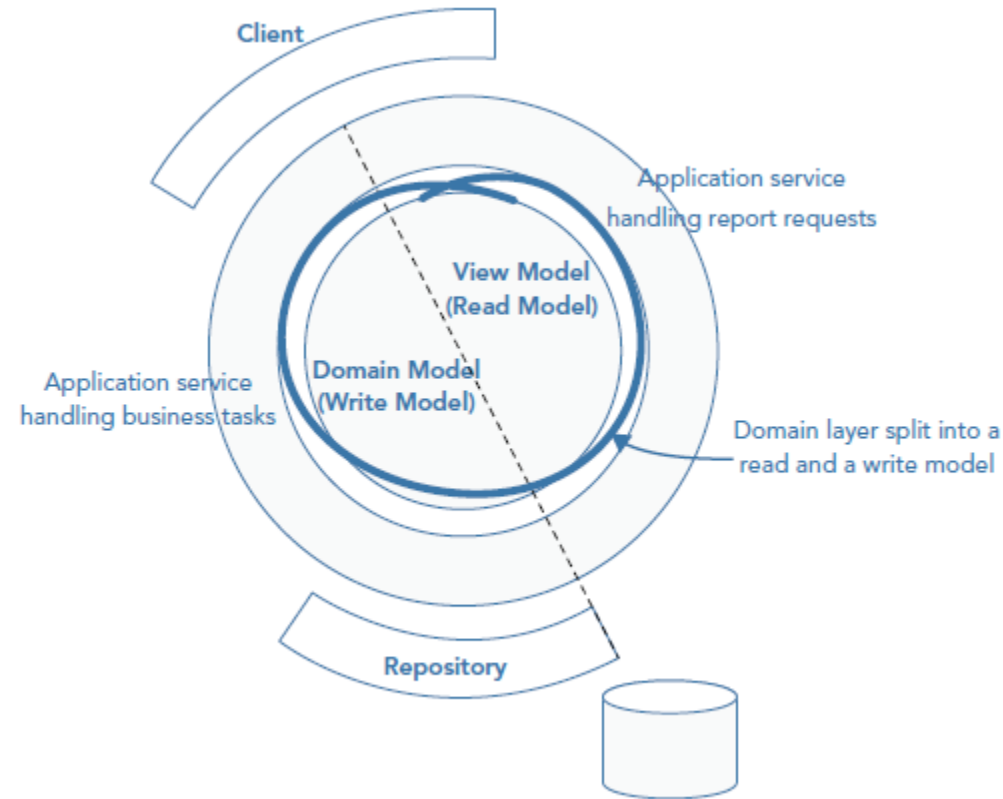 Client
Application service
handling report requests
View Model
(Read Model)
Domain Model
(Write Model)
Application service
handling business tasks
Domain layer split into a
read and a write model
Repository